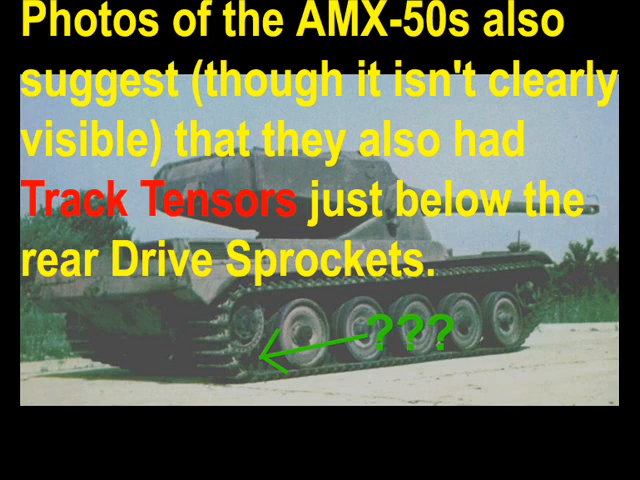 Photos of the AMX-50s also
suggest (though it isn't clearly
visible) that they also had
Track Tensors just below the
rear Drive Sprockets.
???